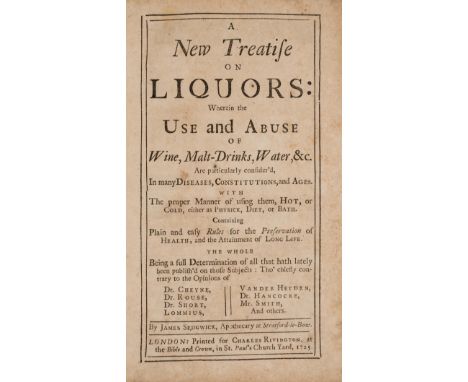 A
New Treatiſe
ON
LIQUORS:
Wherein the
USE and ABUSE
OF
Wine, Malt-Drinks, Water, &c.
Are particularly conſider'd,
In many DISEASES, CONSTITUTIONS, and AGES.
WITH
The proper Manner of uſing them, HOT, or
COLD, either as PHYSICK, DIET, or BATH.
Containing
Plain and eaſy Rules for the Preſervation of
HEALTH, and the Attainment of LONG LIFE.
THE WHOLE
Being a full Determination of all that hath lately
been publiſh'd on thoſe Subjects: Tho' chiefly con-
trary to the Opinions of
Dr. CHEYNE, VANDER HEYDEN,
Dr. ROUSE, Dr. HANCOCKE,
Dr. SHORT, Mr. SMITH,
LOMMIUS, And others.
By JAMES SEDGWICK, Apothecary at Stratford-le-Bow.
LONDON: Printed for CHARLES RIVINGTON, at
the Bible and Crown, in St. Paul's Church Yard, 1725.